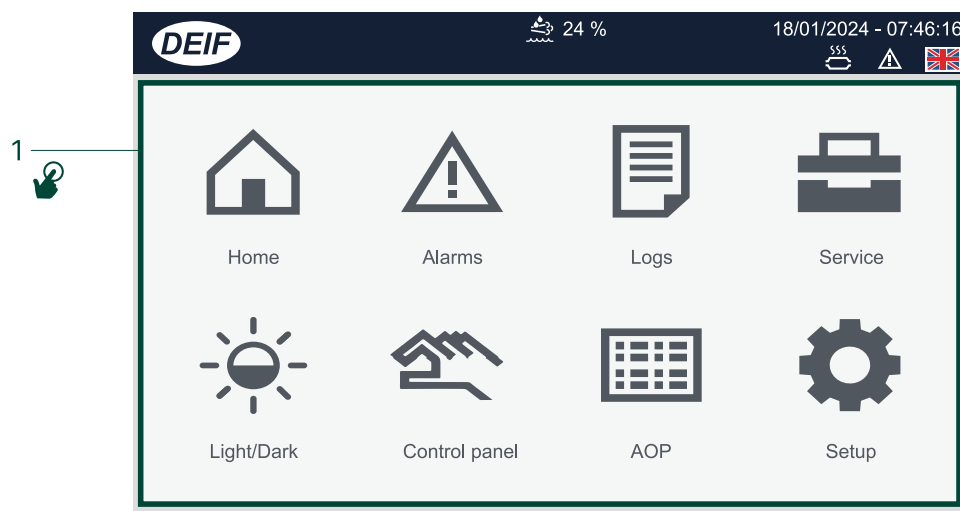 DEIF
24 %
18/01/2024 - 07:46:16
1
Home
Alarms
Logs
Service
Light/Dark
Control panel
AOP
Setup